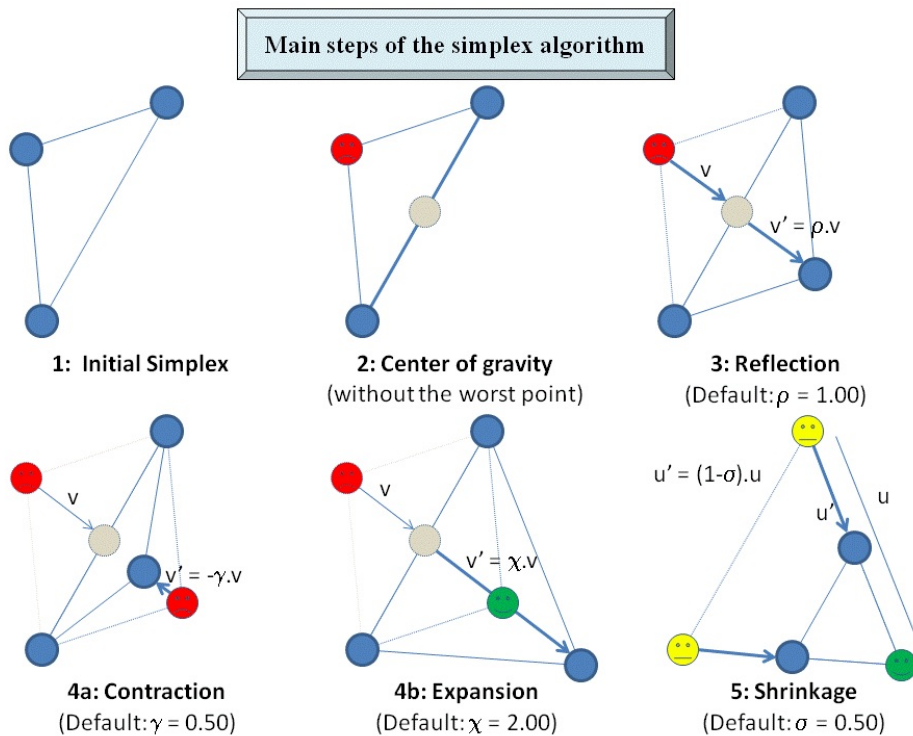 Main steps of the simplex algorithm
v
v' = ρ.v
1: Initial Simplex
2: Center of gravity
(without the worst point)
3: Reflection
(Default: ρ = 1.00)
v
v' = -γ.v
v
v' = χ.v
u' = (1-σ).u
u'
u
4a: Contraction
(Default: γ = 0.50)
4b: Expansion
(Default: χ = 2.00)
5: Shrinkage
(Default: σ = 0.50)